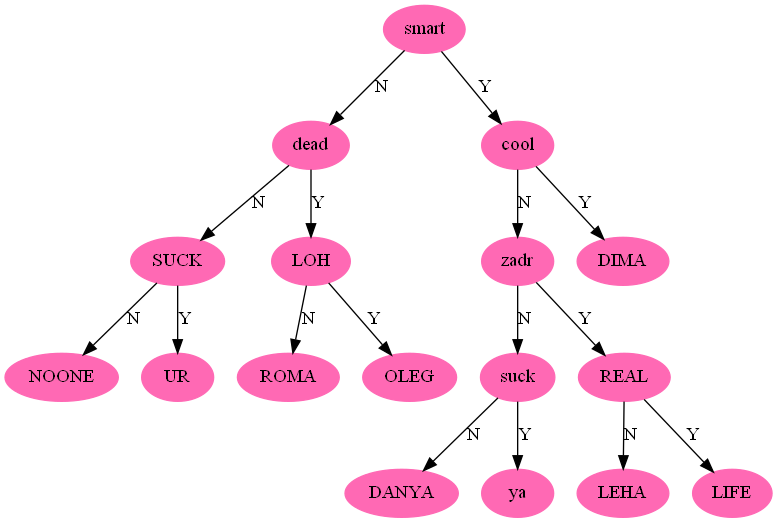 smart
N Y
dead cool
N Y N Y
SUCK LOH zadr DIMA
N Y N Y N Y
NOONE UR ROMA OLEG suck REAL
N Y N Y
DANYA ya LEHA LIFE